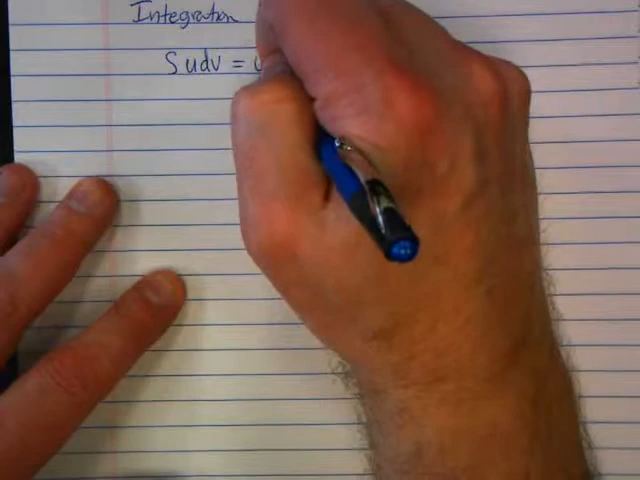 Integration
∫ udv = u